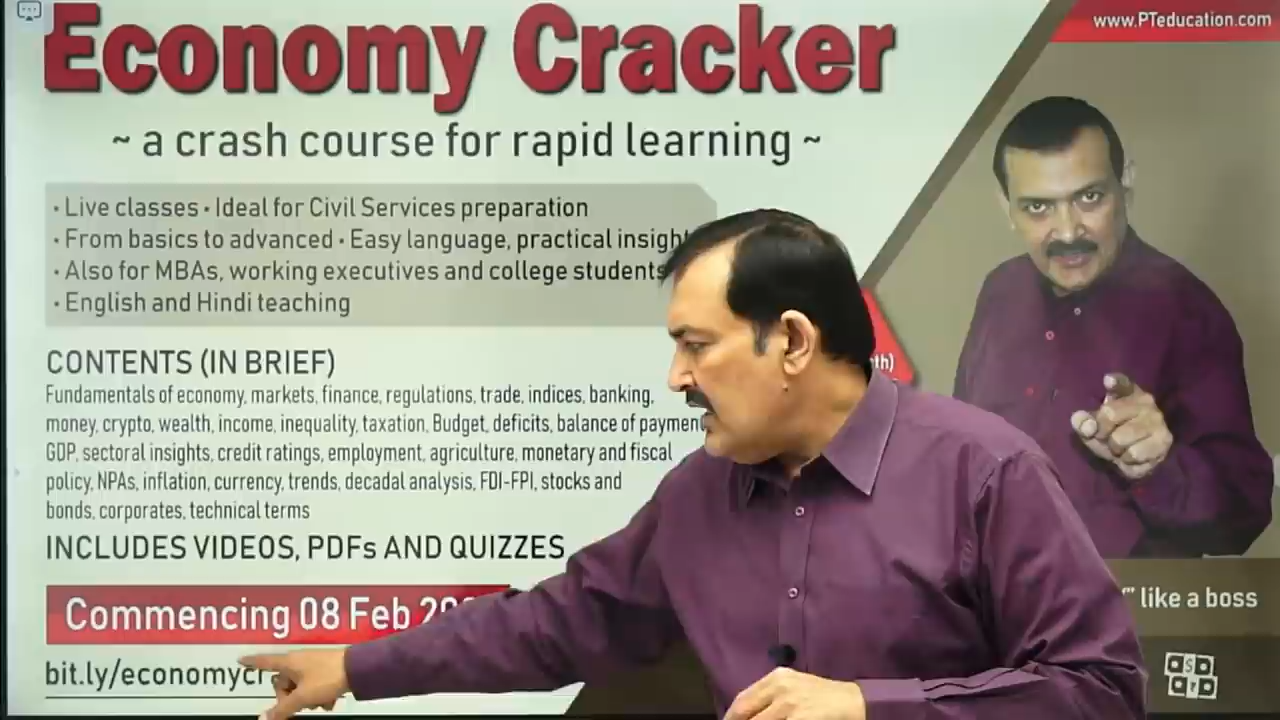 Economy Cracker
~ a crash course for rapid learning ~
• Live classes • Ideal for Civil Services preparation
• From basics to advanced • Easy language, practical
• Also for MBAs, working executives and college students
• English and Hindi teaching
CONTENTS (IN BRIEF)
Fundamentals of economy, markets, finance, regulations, trade, indices, banking,
money, crypto, wealth, income, inequality, taxation, Budget, deficits, balance of
GDP, sectoral insights, credit ratings, employment, agriculture, monetary and fiscal
policy, NPAs, inflation, currency, trends, decadal analysis, FDI-FPI, stocks and
bonds, corporates, technical terms
INCLUDES VIDEOS, PDFs AND QUIZZES
Commencing 08 Feb
www.PTeducation.com
like a boss